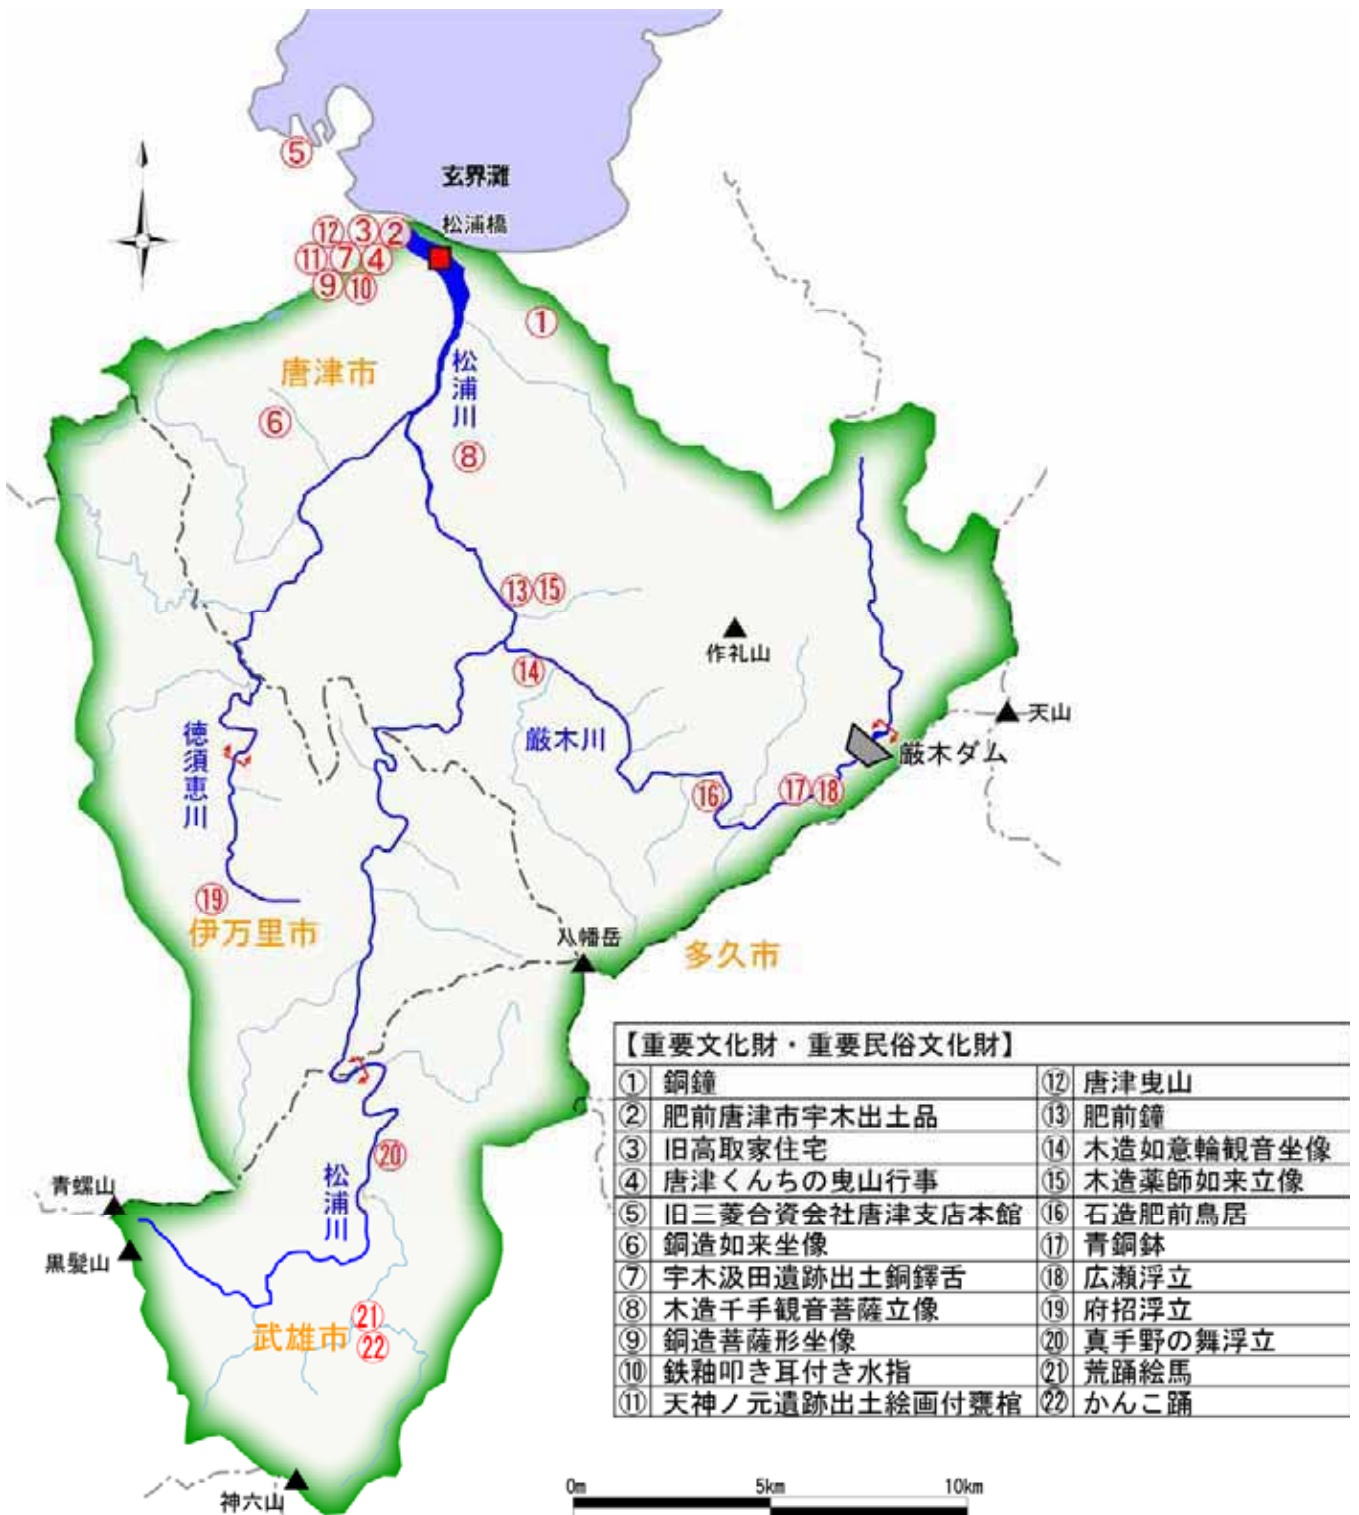 ⑤
玄界灘
松浦橋
⑫ ③ ②
⑪ ⑦ ④
⑨ ⑩
①
唐津市
松浦川
⑥
⑧
⑬ ⑮
作礼山
⑭
天山
徳須恵川
厳木川
厳木ダム
⑯
⑰ ⑱
⑲
伊万里市
八幡岳
多久市
⑳
松浦川
青螺山
黒髪山
武雄市
㉑
㉒
神六山
【重要文化財・重要民俗文化財】
① 銅鐘 ⑫ 唐津曳山
② 肥前唐津市宇木出土品 ⑬ 肥前鐘
③ 旧高取家住宅 ⑭ 木造如意輪観音坐像
④ 唐津くんちの曳山行事 ⑮ 木造薬師如来立像
⑤ 旧三菱合資会社唐津支店本館 ⑯ 石造肥前鳥居
⑥ 銅造如来坐像 ⑰ 青銅鉢
⑦ 宇木汲田遺跡出土銅鐸舌 ⑱ 広瀬浮立
⑧ 木造千手観音菩薩立像 ⑲ 府招浮立
⑨ 銅造菩薩形坐像 ⑳ 真手野の舞浮立
⑩ 鉄釉叩き耳付き水指 ㉑ 荒踊絵馬
⑪ 天神ノ元遺跡出土絵画付甕棺 ㉒ かんこ踊
0m 5km 10km